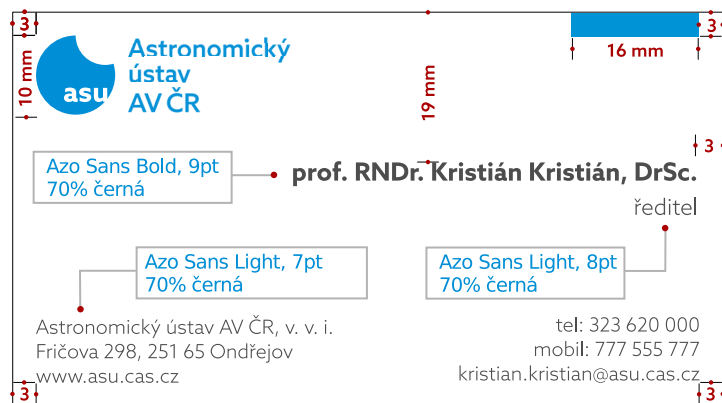 3
3
10 mm
asu
Astronomický
ústav
AV ČR
19 mm
16 mm
3
Azo Sans Bold, 9pt
70% černá
prof. RNDr. Kristián Kristián, DrSc.
ředitel
Azo Sans Light, 7pt
70% černá
Azo Sans Light, 8pt
70% černá
Astronomický ústav AV ČR, v. v. i.
Fričova 298, 251 65 Ondřejov
www.asu.cas.cz
tel: 323 620 000
mobil: 777 555 777
kristian.kristian@asu.cas.cz
3
3